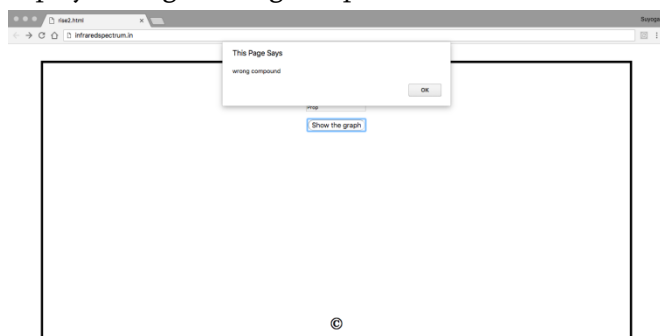 rise2.html
infraredspectrum.in
This Page Says
wrong compound
OK
Show the graph
©